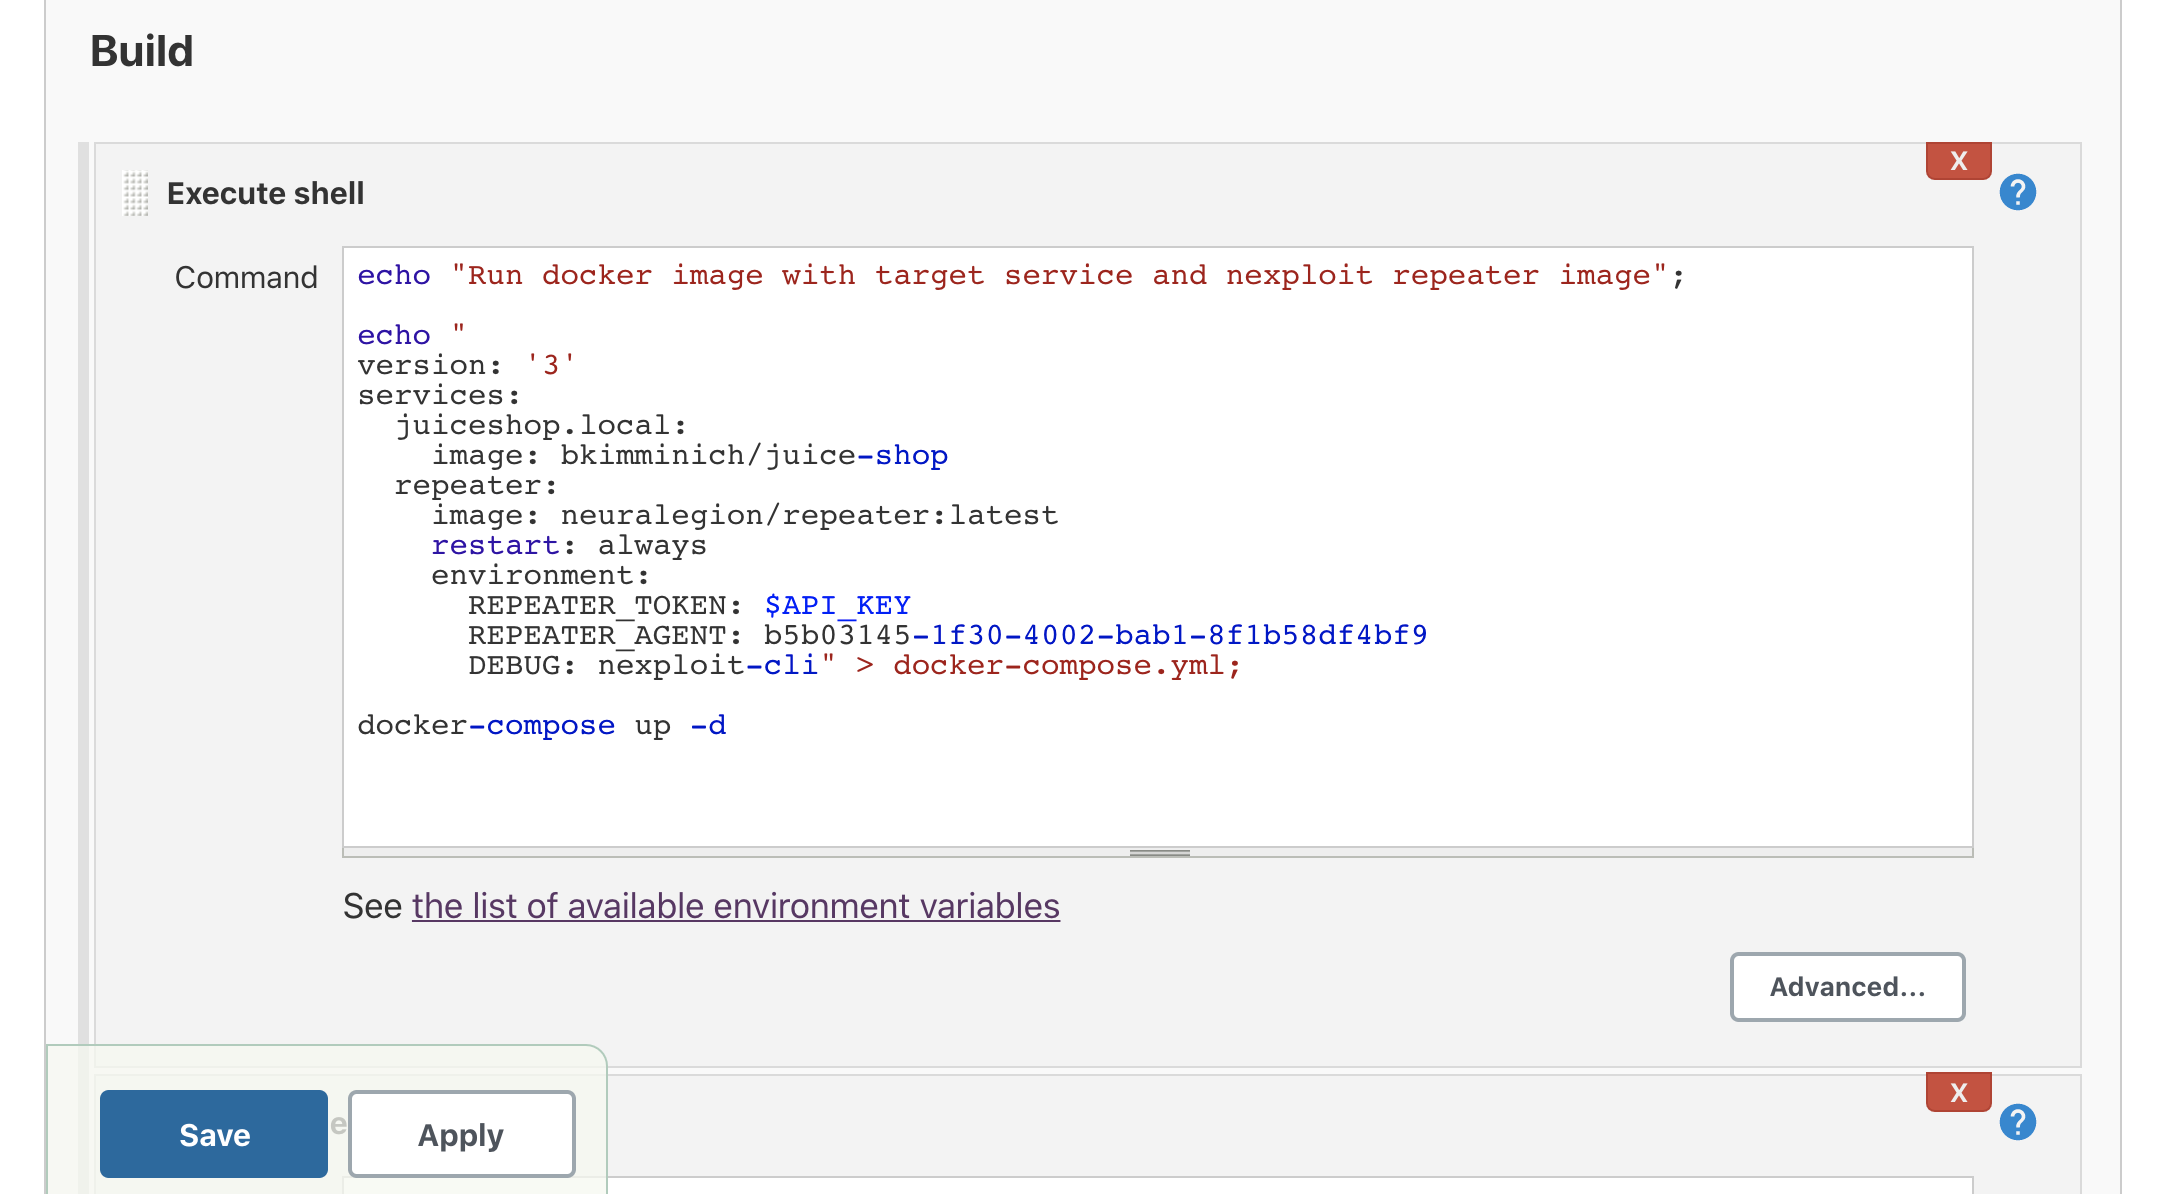 Build
X
?
Execute shell
Command
echo "Run docker image with target service and nexploit repeater image";
echo "
version: '3'
services:
  juiceshop.local:
    image: bkimminich/juice-shop
  repeater:
    image: neuralegion/repeater:latest
    restart: always
    environment:
      REPEATER_TOKEN: $API_KEY
      REPEATER_AGENT: b5b03145-1f30-4002-bab1-8f1b58df4bf9
      DEBUG: nexploit-cli" > docker-compose.yml;
docker-compose up -d
See the list of available environment variables
Advanced...
X
?
Save
e
Apply